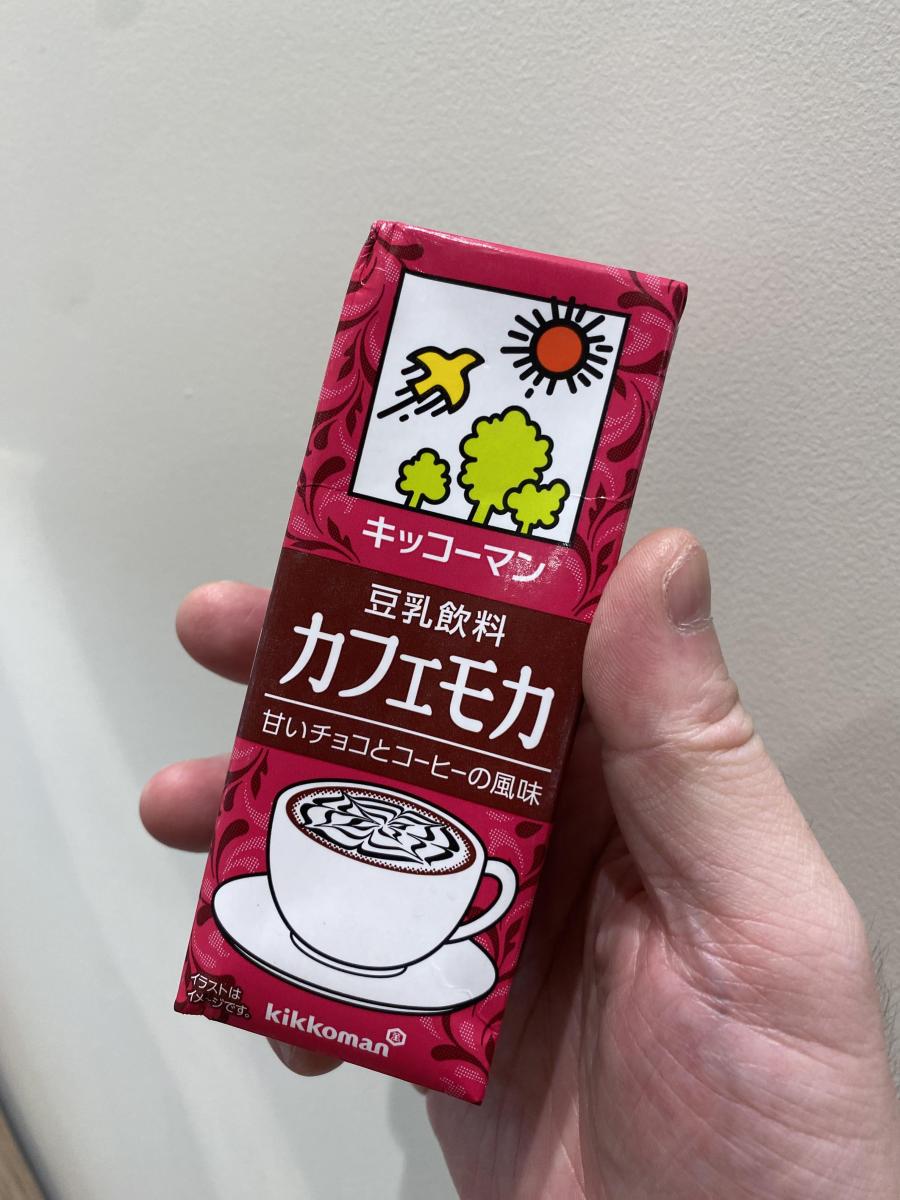 キッコーマン
豆乳飲料
カフェモカ
甘いチョコとコーヒーの風味
イラストは
イメージです。
kikkoman